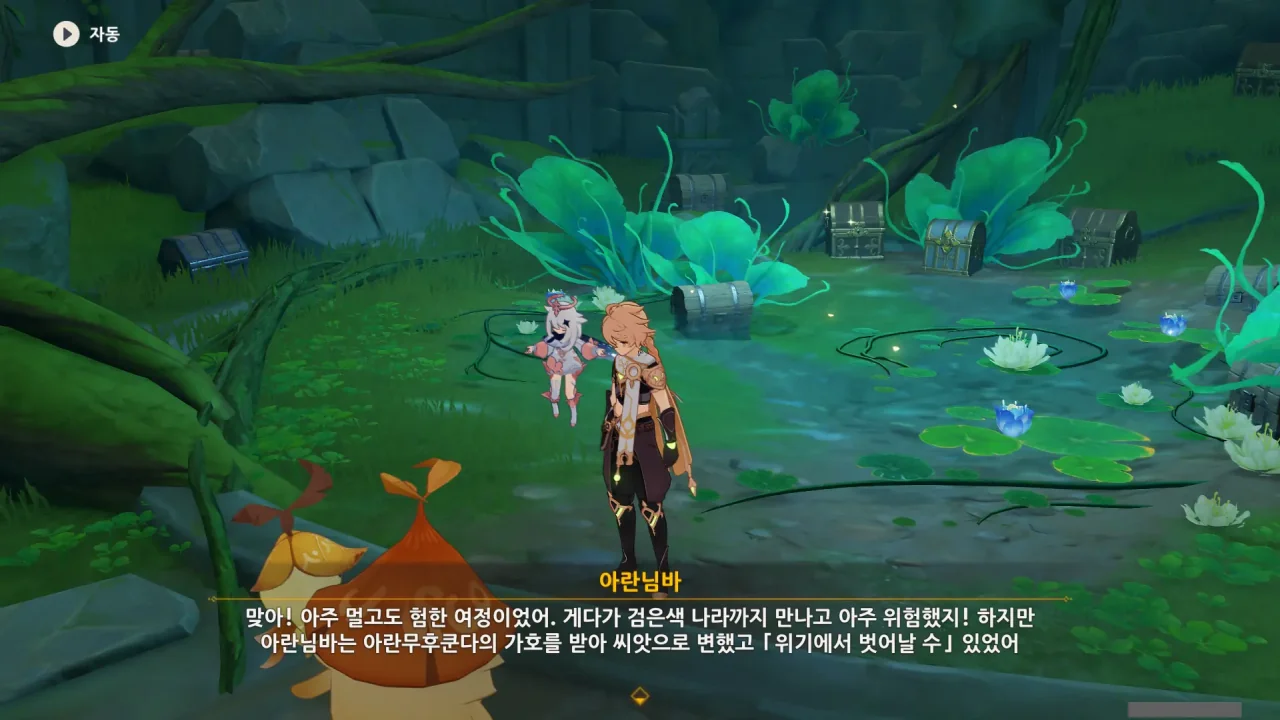 자동
아란님바
맞아! 아주 멀고도 험한 여정이었어. 게다가 검은색 나라까지 만나고 아주 위험했지! 하지만
아란님바는 아란무후쿤다의 가호를 받아 씨앗으로 변했고 「위기에서 벗어날 수」 있었어